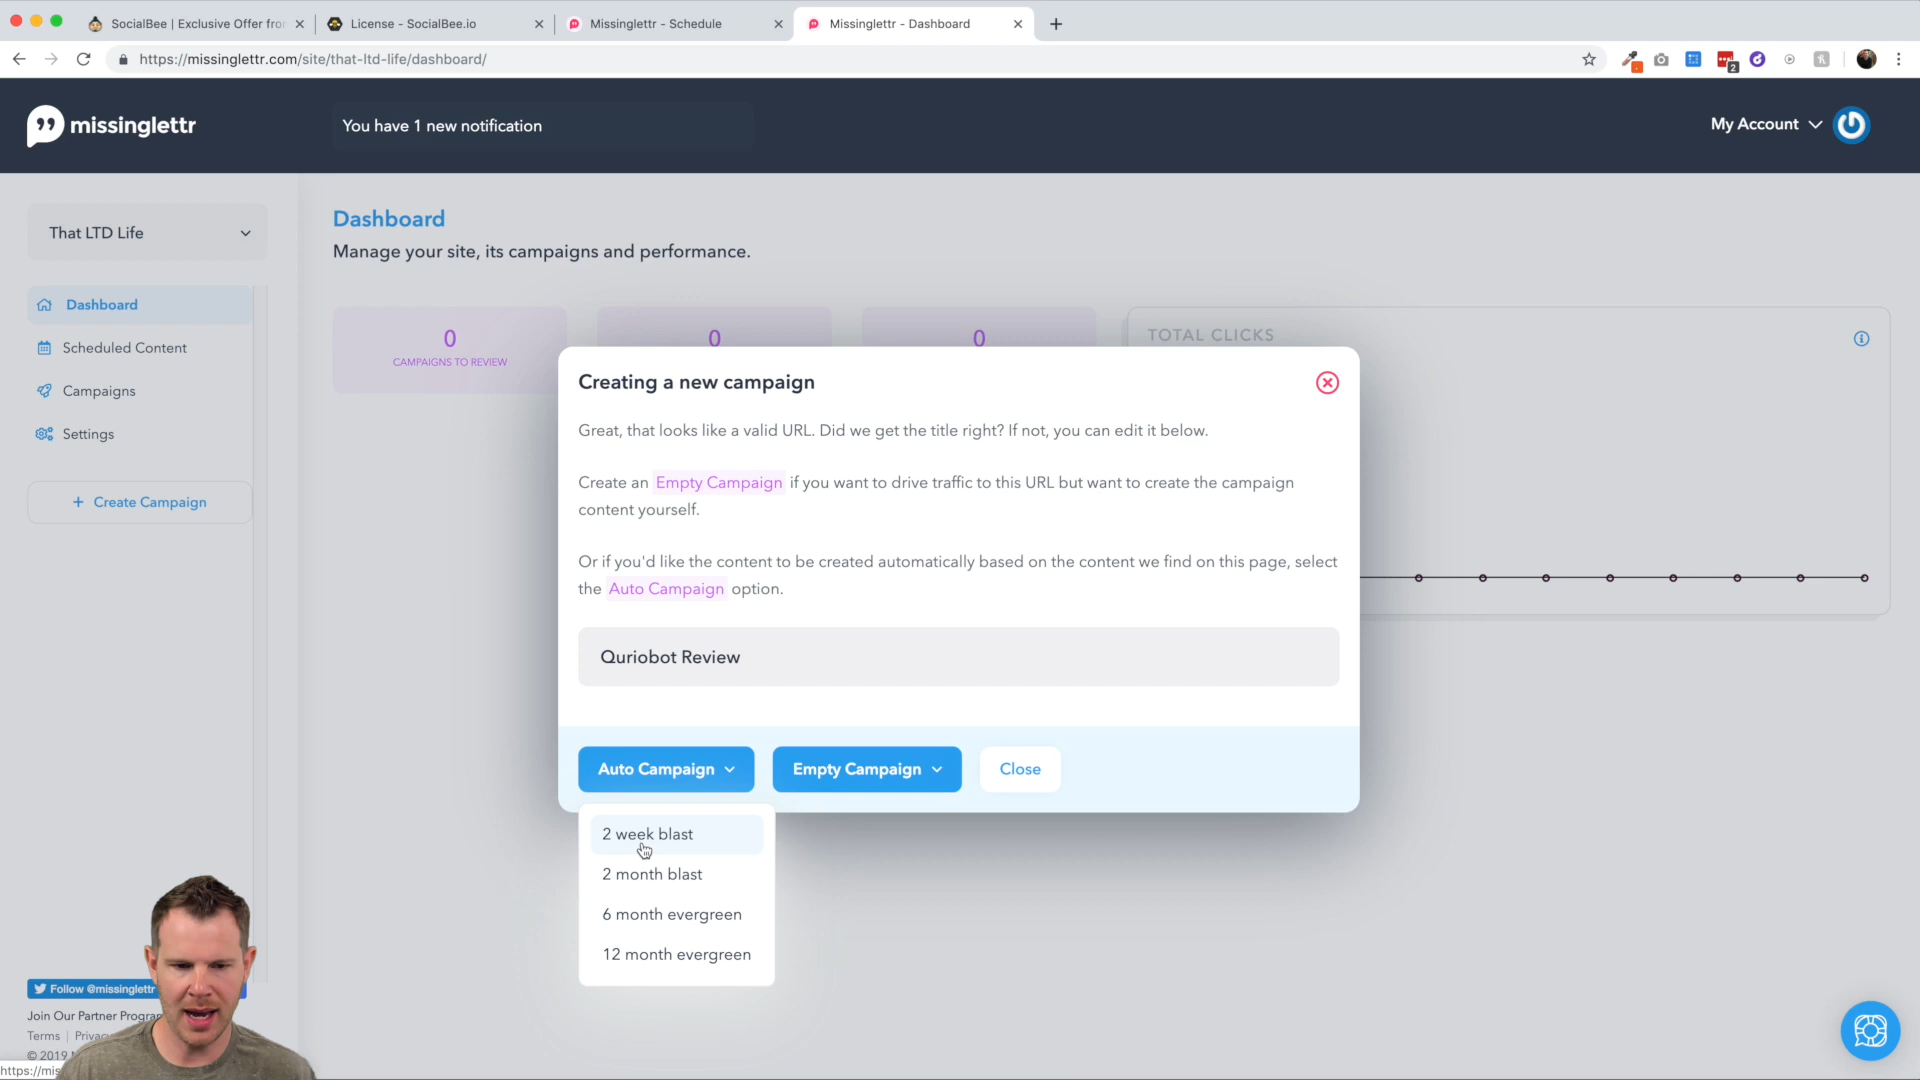 SocialBee | Exclusive Offer fro
License - SocialBee.io
Missinglettr - Schedule
Missinglettr - Dashboard
https://missinglettr.com/site/that-ltd-life/dashboard/
2
missinglettr
You have 1 new notification
My Account
That LTD Life
Dashboard
Manage your site, its campaigns and performance.
Dashboard
Scheduled Content
Campaigns
Settings
+ Create Campaign
0
CAMPAIGNS TO REVIEW
0
0
TOTAL CLICKS
Creating a new campaign
Great, that looks like a valid URL. Did we get the title right? If not, you can edit it below.
Create an Empty Campaign if you want to drive traffic to this URL but want to create the campaign
content yourself.
Or if you'd like the content to be created automatically based on the content we find on this page, select
the Auto Campaign option.
Quriobot Review
Auto Campaign
Empty Campaign
Close
2 week blast
2 month blast
6 month evergreen
12 month evergreen
Follow @missinglettr
Join Our Partner Program
Terms | Privacy
© 2019
https://mis